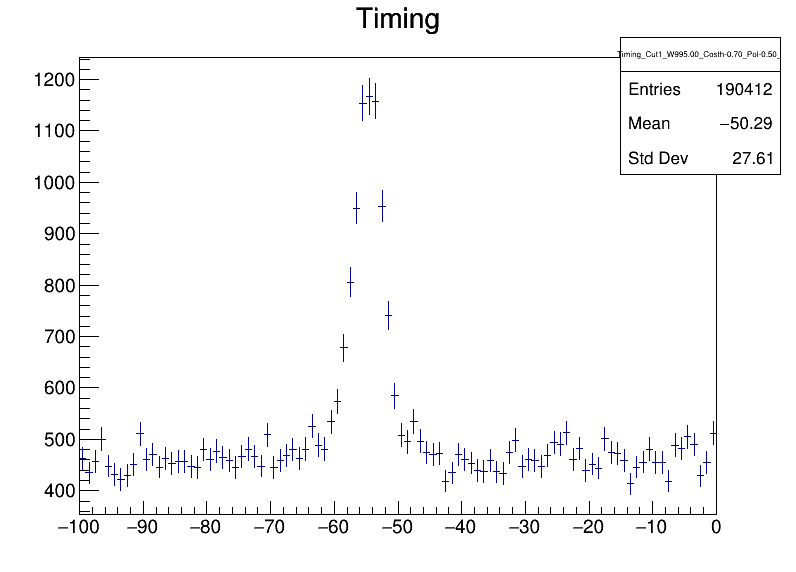 Timing
Timing_Cut1_W995.00_Costh-0.70_Pol-0.50_
Entries 190412
Mean −50.29
Std Dev 27.61
1200
1100
1000
900
800
700
600
500
400
−100 −90 −80 −70 −60 −50 −40 −30 −20 −10 0